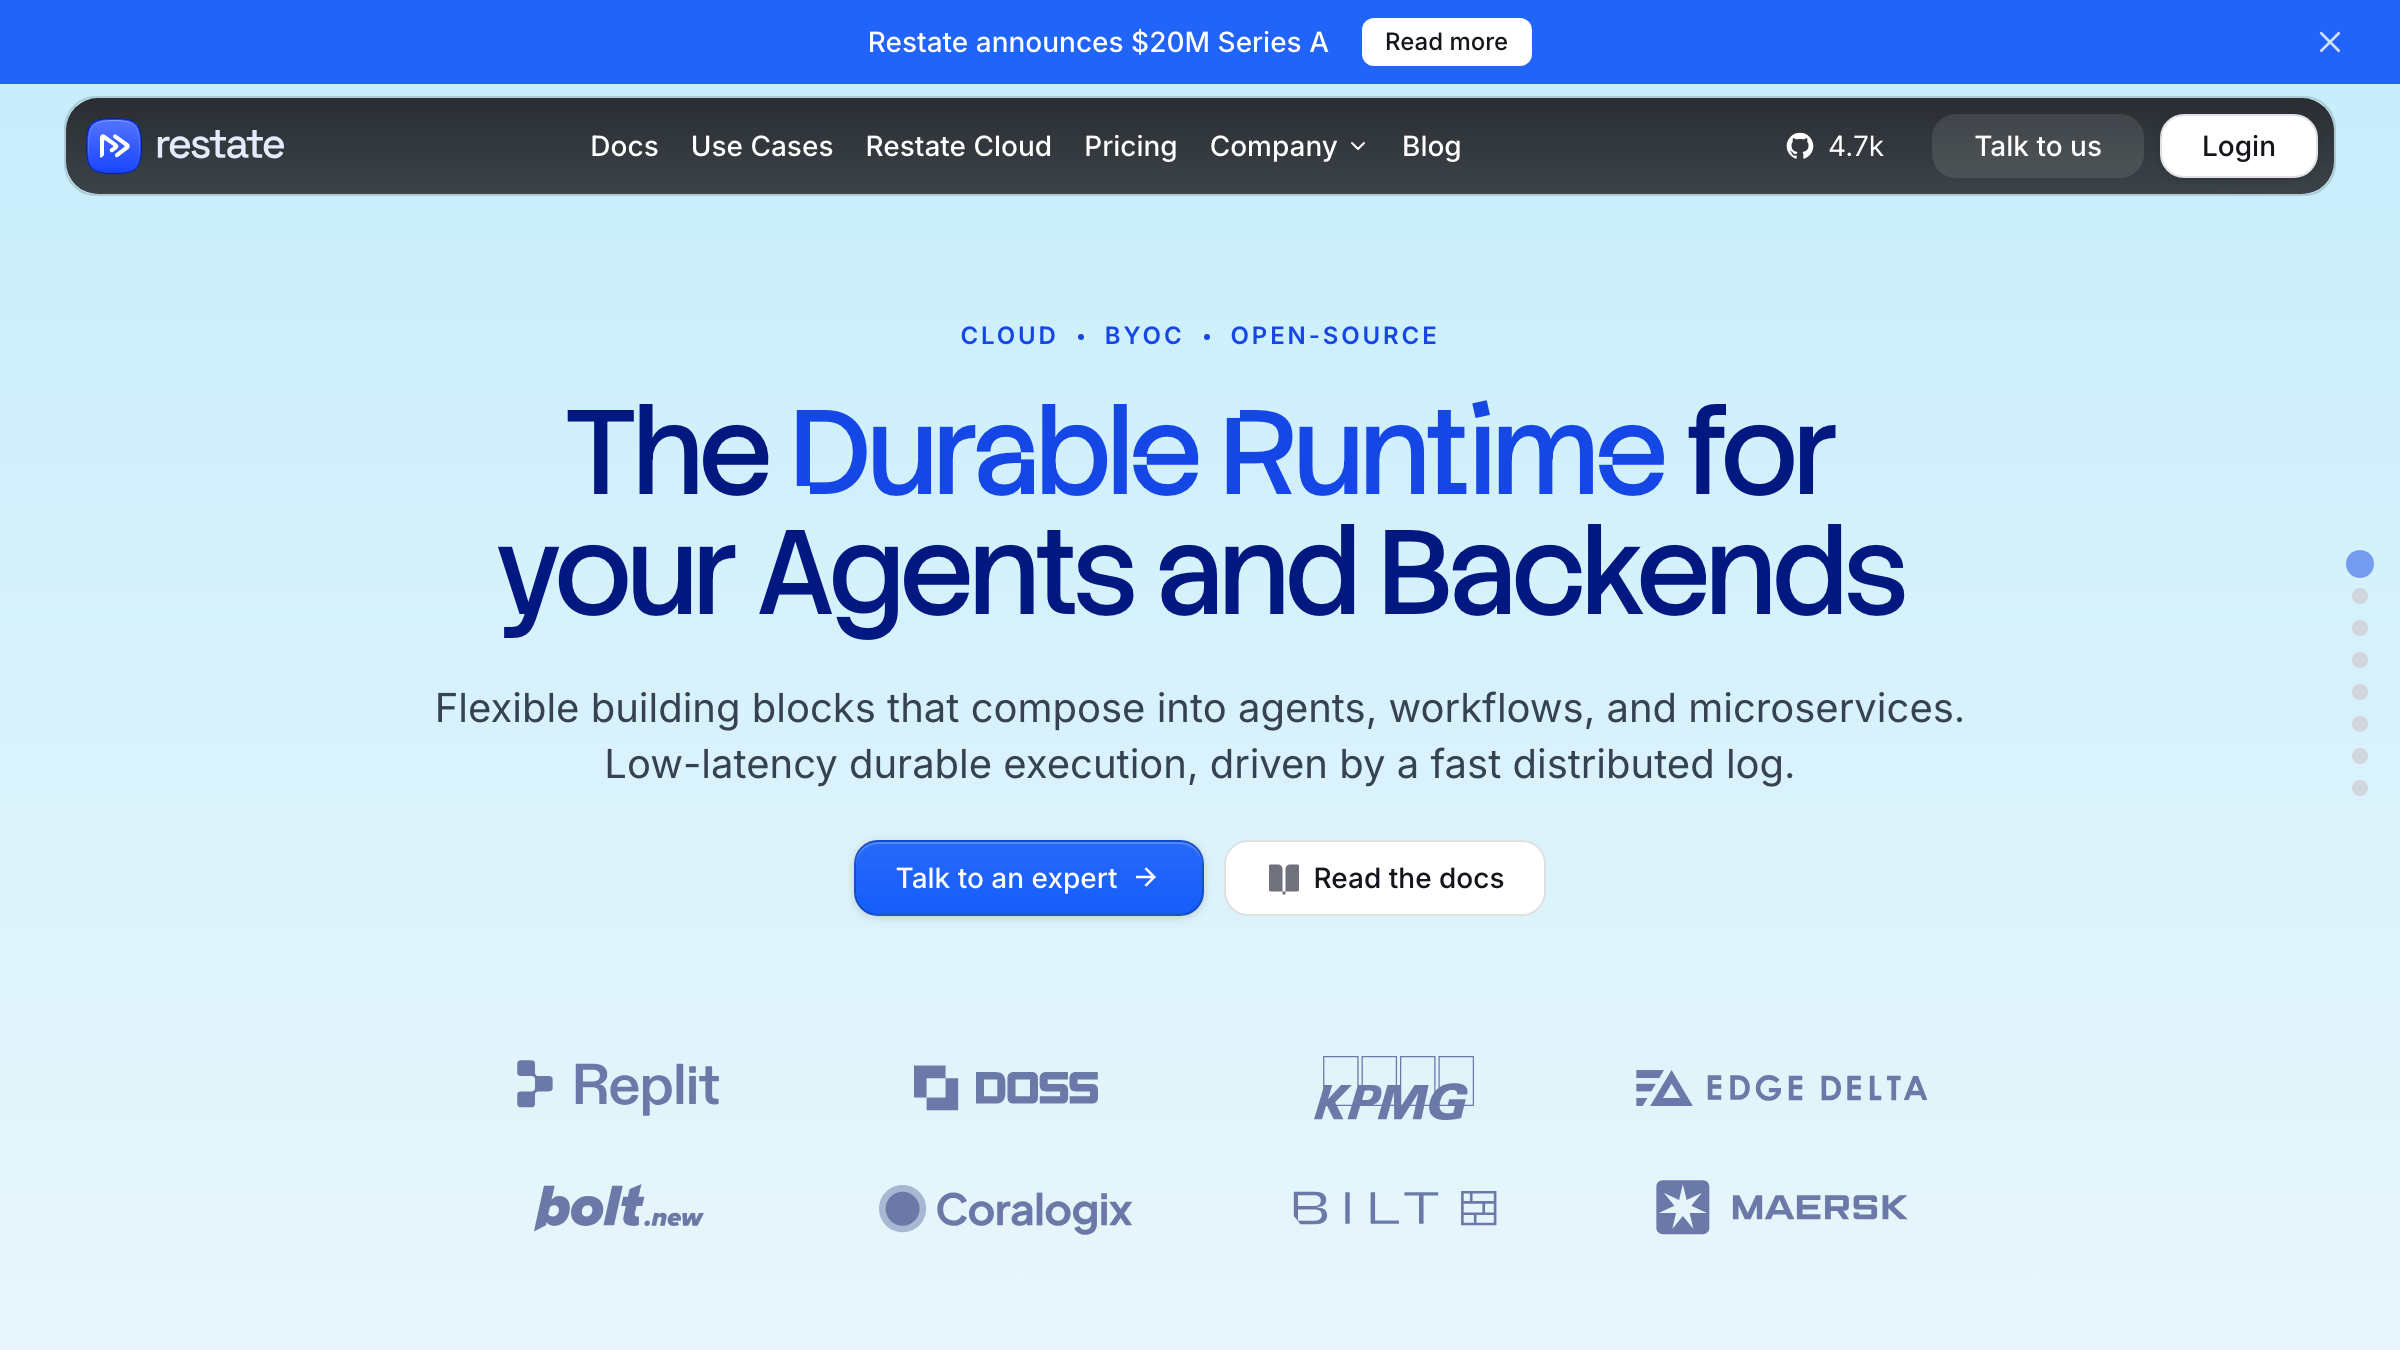 Restate announces $20M Series A Read more
restate Docs Use Cases Restate Cloud Pricing Company Blog 4.7k Talk to us Login
CLOUD • BYOC • OPEN-SOURCE
The Durable Runtime for
your Agents and Backends
Flexible building blocks that compose into agents, workflows, and microservices.
Low-latency durable execution, driven by a fast distributed log.
Talk to an expert → Read the docs
Replit DOSS KPMG EDGE DELTA
bolt.new Coralogix BILT MAERSK